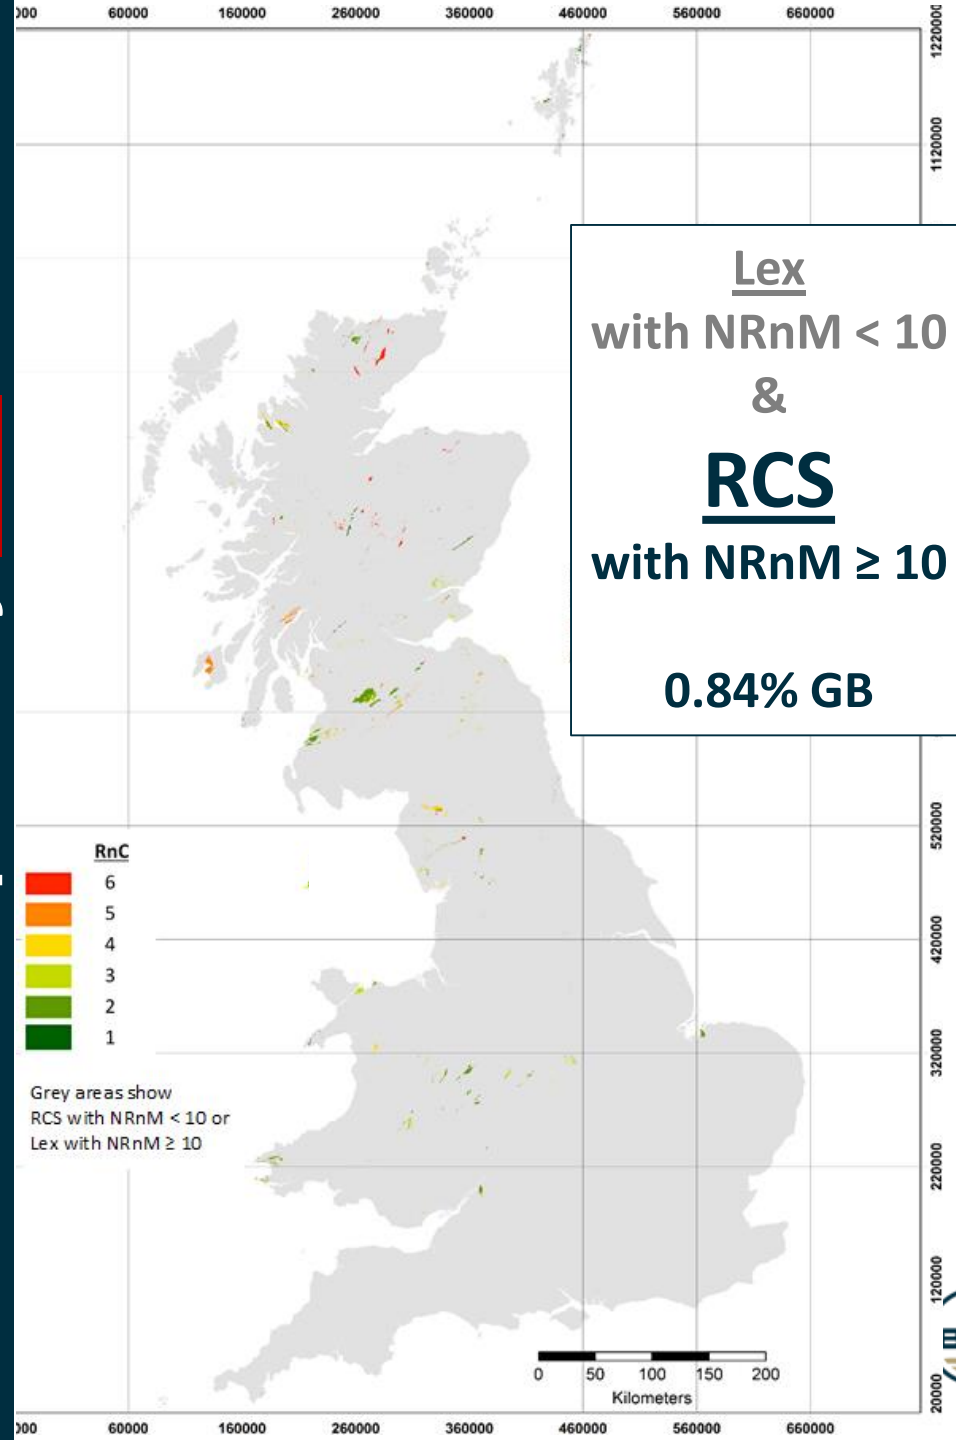 000 60000 160000 260000 360000 460000 560000 660000
1220000
1120000
Lex
with NRnM < 10
&
RCS
with NRnM ≥ 10
0.84% GB
520000
RnC
6
5
4
420000
3
2
1
320000
Grey areas show
RCS with NRnM < 10 or
Lex with NRnM ≥ 10
220000
120000
0 50 100 150 200
Kilometers
20000
000 60000 160000 260000 360000 460000 560000 660000